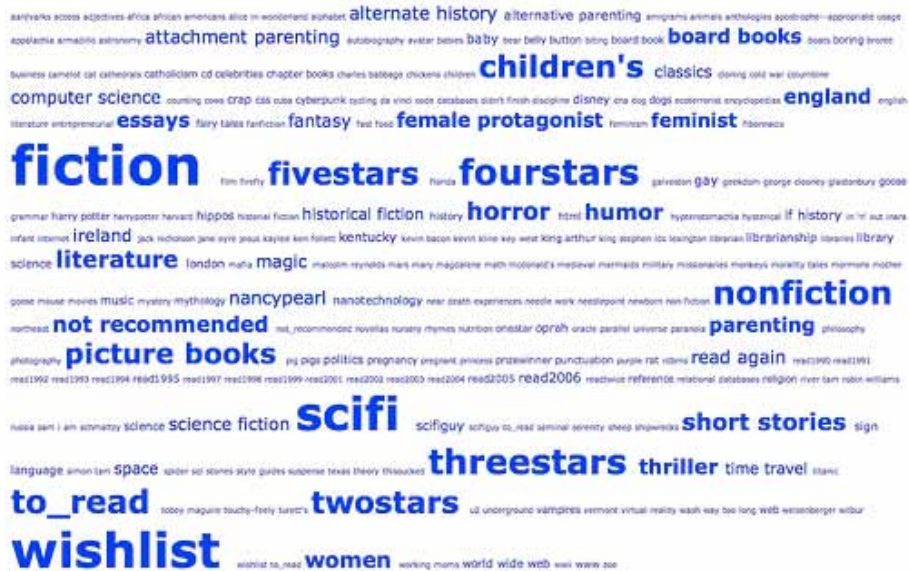 aardvarks access adjectives africa african americans alice in wonderland alphabet alternate history alternative parenting anagrams animals anthologies apostrophe--appropriate usage
appalachia armadillo astronomy attachment parenting autobiography avatar babies baby bear belly button biting board book board books boats boring brontë
business camelot cat cathedrals catholicism cd celebrities chapter books charles babbage chickens children children's classics cloning cold war columbine
computer science counting cows crap css cuba cyberpunk cycling da vinci code databases didn't finish discipline disney dna dog dogs ecoterrorist encyclopedias england english
literature entrepreneurial essays fairy tales fanfiction fantasy fast food female protagonist feminism feminist fibonnacis
fiction film firefly fivestars florida fourstars galveston gay geekdom george clooney glastonbury goose
grammar harry potter harrypotter harvard hippos historial fiction historical fiction history horror html humor hypnerotomachia hysterical if history
infant internet ireland jack nicholson jane eyre jesus kaylee ken follett kentucky kevin bacon kevin kline key west king arthur king stephen lds lexington librarian librarianship libraries library
science literature london mafia magic malcolm reynolds mars mary magdalene math mcdonald's medieval mermaids military missionaries monkeys morality tales mormons mother
goose mouse movies music mystery mythology nancypearl nanotechnology near death experiences needle work needlepoint newborn non fiction nonfiction
northeast not recommended not_recommended novellas nursery rhymes nutrition onestar oprah oracle parallel universe paranoia parenting philosophy
photography picture books pig pigs politics pregnancy pregnant princess prizewinner punctuation purple rat read again read1990 read1991
read1992 read1993 read1994 read1995 read1997 read1998 read1999 read2001 read2002 read2003 read2004 read2005 read2006 readtwice reference relational databases religion river tam robin williams
sam i am science science fiction scifi scifiguy scifiguy to_read seminal serenity sheep shipwrecks short stories sign
language simon tam space spider stories style guides suspense texas theory thissucked threestars thriller time travel titanic
to_read tobey maguire touchy-feely twostars u2 underground vampires vermont virtual reality wash way too long web weisenberger wilbur
wishlist wishlist to_read women working moms world wide web wwii www zoe